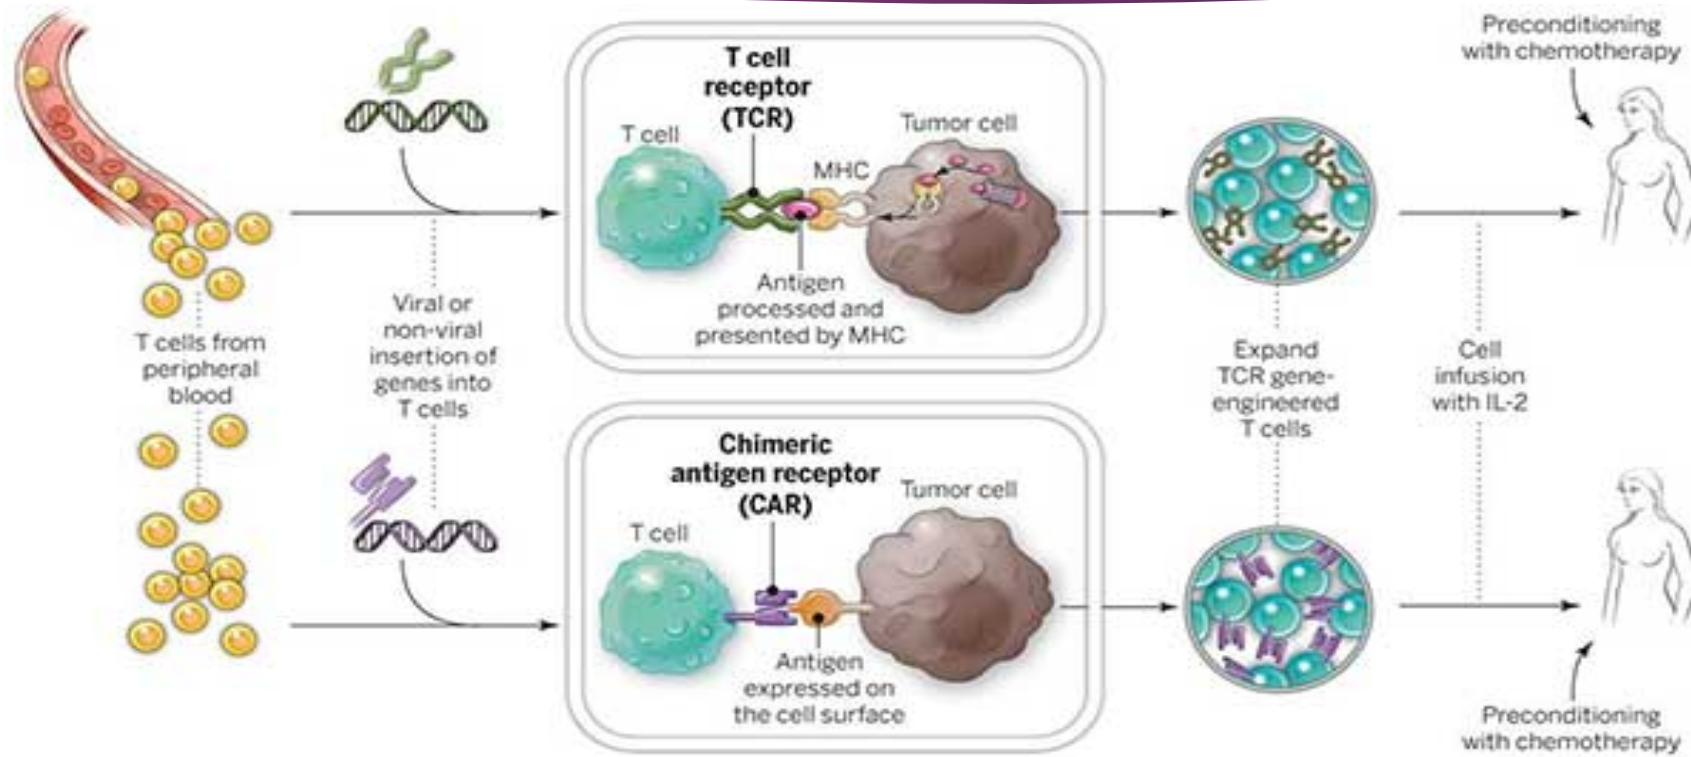 T cells from
peripheral
blood
Viral or
non-viral
insertion of
genes into
T cells
T cell
receptor
(TCR)
T cell
MHC
Tumor cell
Antigen
processed and
presented by MHC
Chimeric
antigen receptor
(CAR)
T cell
Tumor cell
Antigen
expressed on
the cell surface
Expand
TCR gene-
engineered
T cells
Cell
infusion
with IL-2
Preconditioning
with chemotherapy
Preconditioning
with chemotherapy